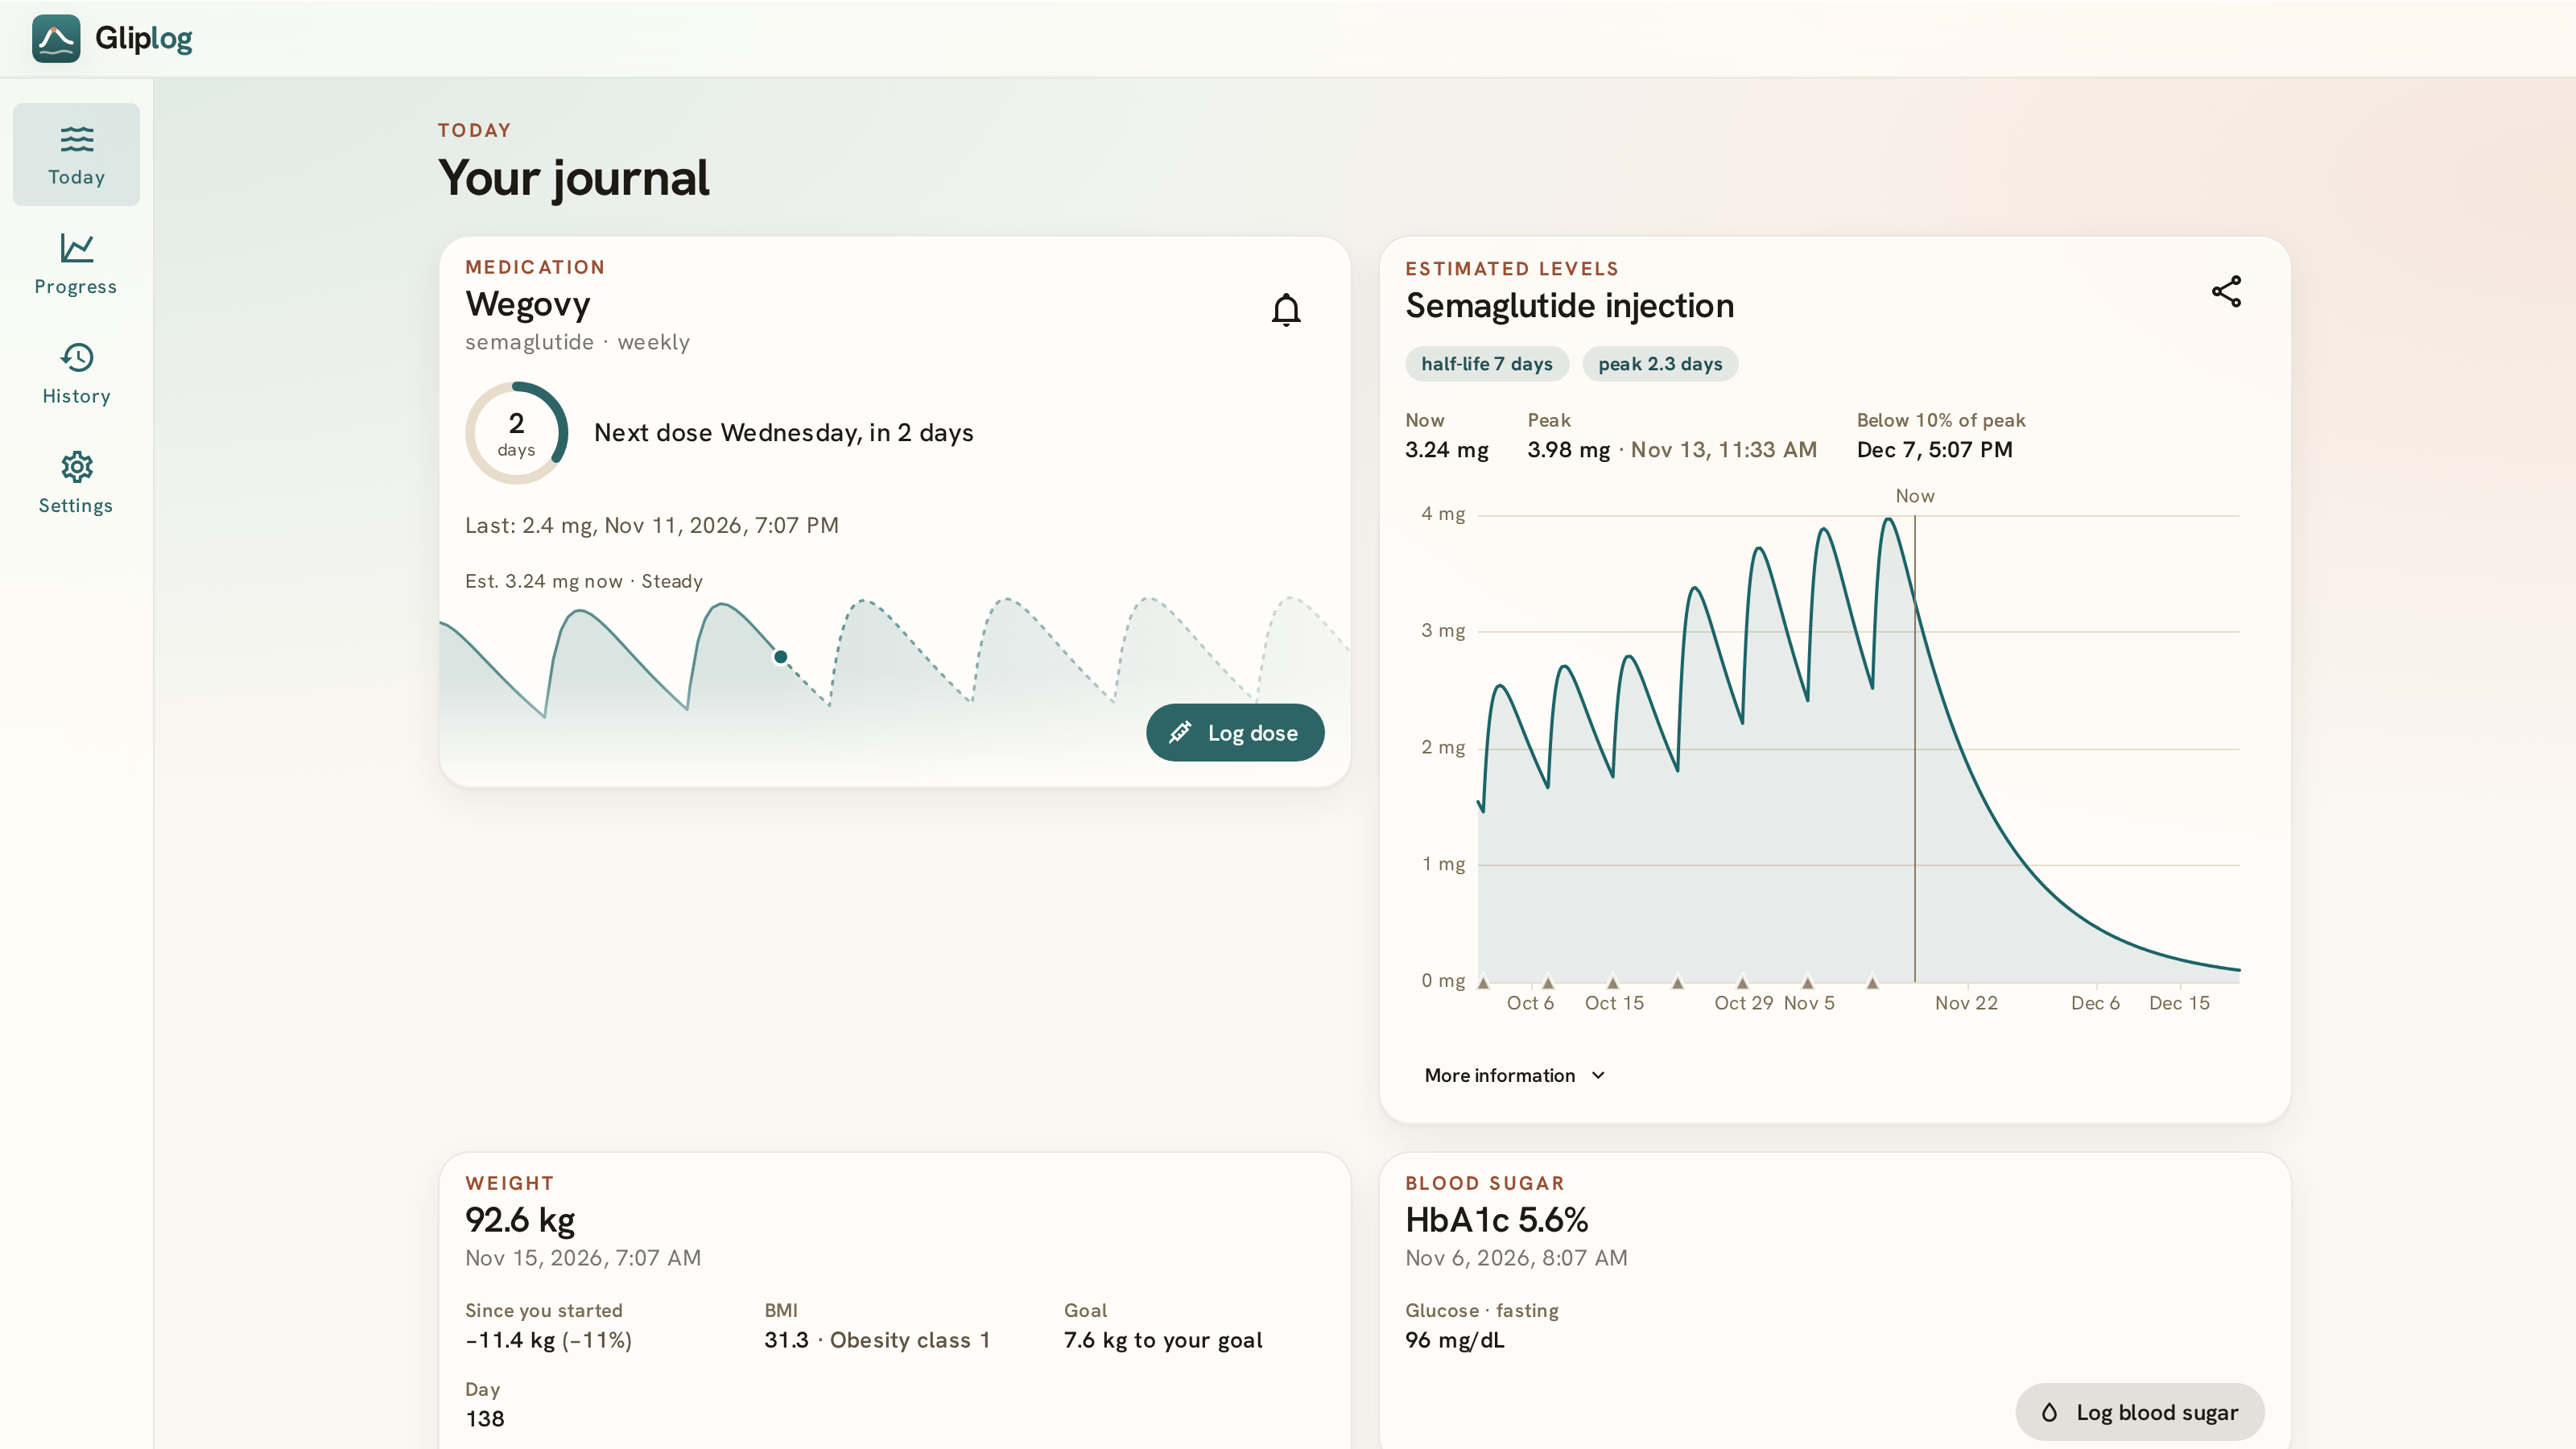 Gliplog
Today
Progress
History
Settings
TODAY
Your journal
MEDICATION
Wegovy
semaglutide · weekly
2
days
Next dose Wednesday, in 2 days
Last: 2.4 mg, Nov 11, 2026, 7:07 PM
Est. 3.24 mg now · Steady
Log dose
ESTIMATED LEVELS
Semaglutide injection
half-life 7 days peak 2.3 days
Now Peak Below 10% of peak
3.24 mg 3.98 mg · Nov 13, 11:33 AM Dec 7, 5:07 PM
Now
4 mg
3 mg
2 mg
1 mg
0 mg
Oct 6 Oct 15 Oct 29 Nov 5 Nov 22 Dec 6 Dec 15
More information
WEIGHT
92.6 kg
Nov 15, 2026, 7:07 AM
Since you started BMI Goal
−11.4 kg (−11%) 31.3 · Obesity class 1 7.6 kg to your goal
Day
138
BLOOD SUGAR
HbA1c 5.6%
Nov 6, 2026, 8:07 AM
Glucose · fasting
96 mg/dL
Log blood sugar